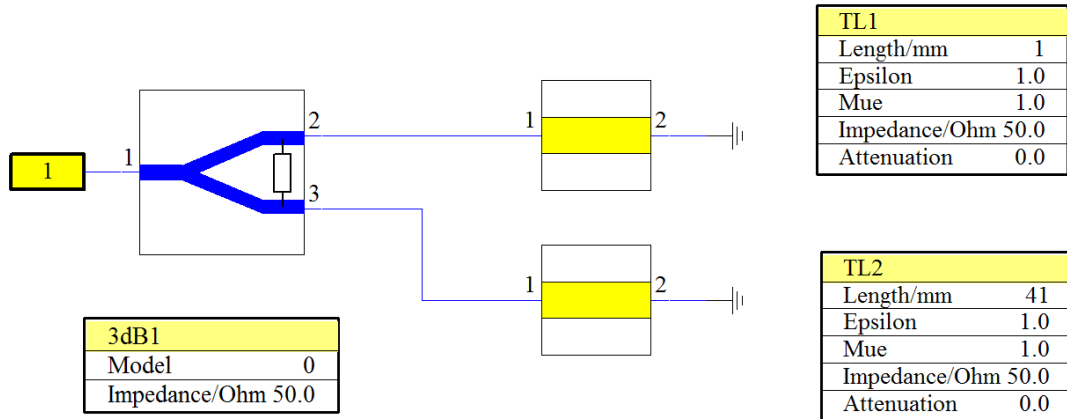 1
1
2
3
1
2
1
2
3dB1
Model 0
Impedance/Ohm 50.0
TL1
Length/mm 1
Epsilon 1.0
Mue 1.0
Impedance/Ohm 50.0
Attenuation 0.0
TL2
Length/mm 41
Epsilon 1.0
Mue 1.0
Impedance/Ohm 50.0
Attenuation 0.0